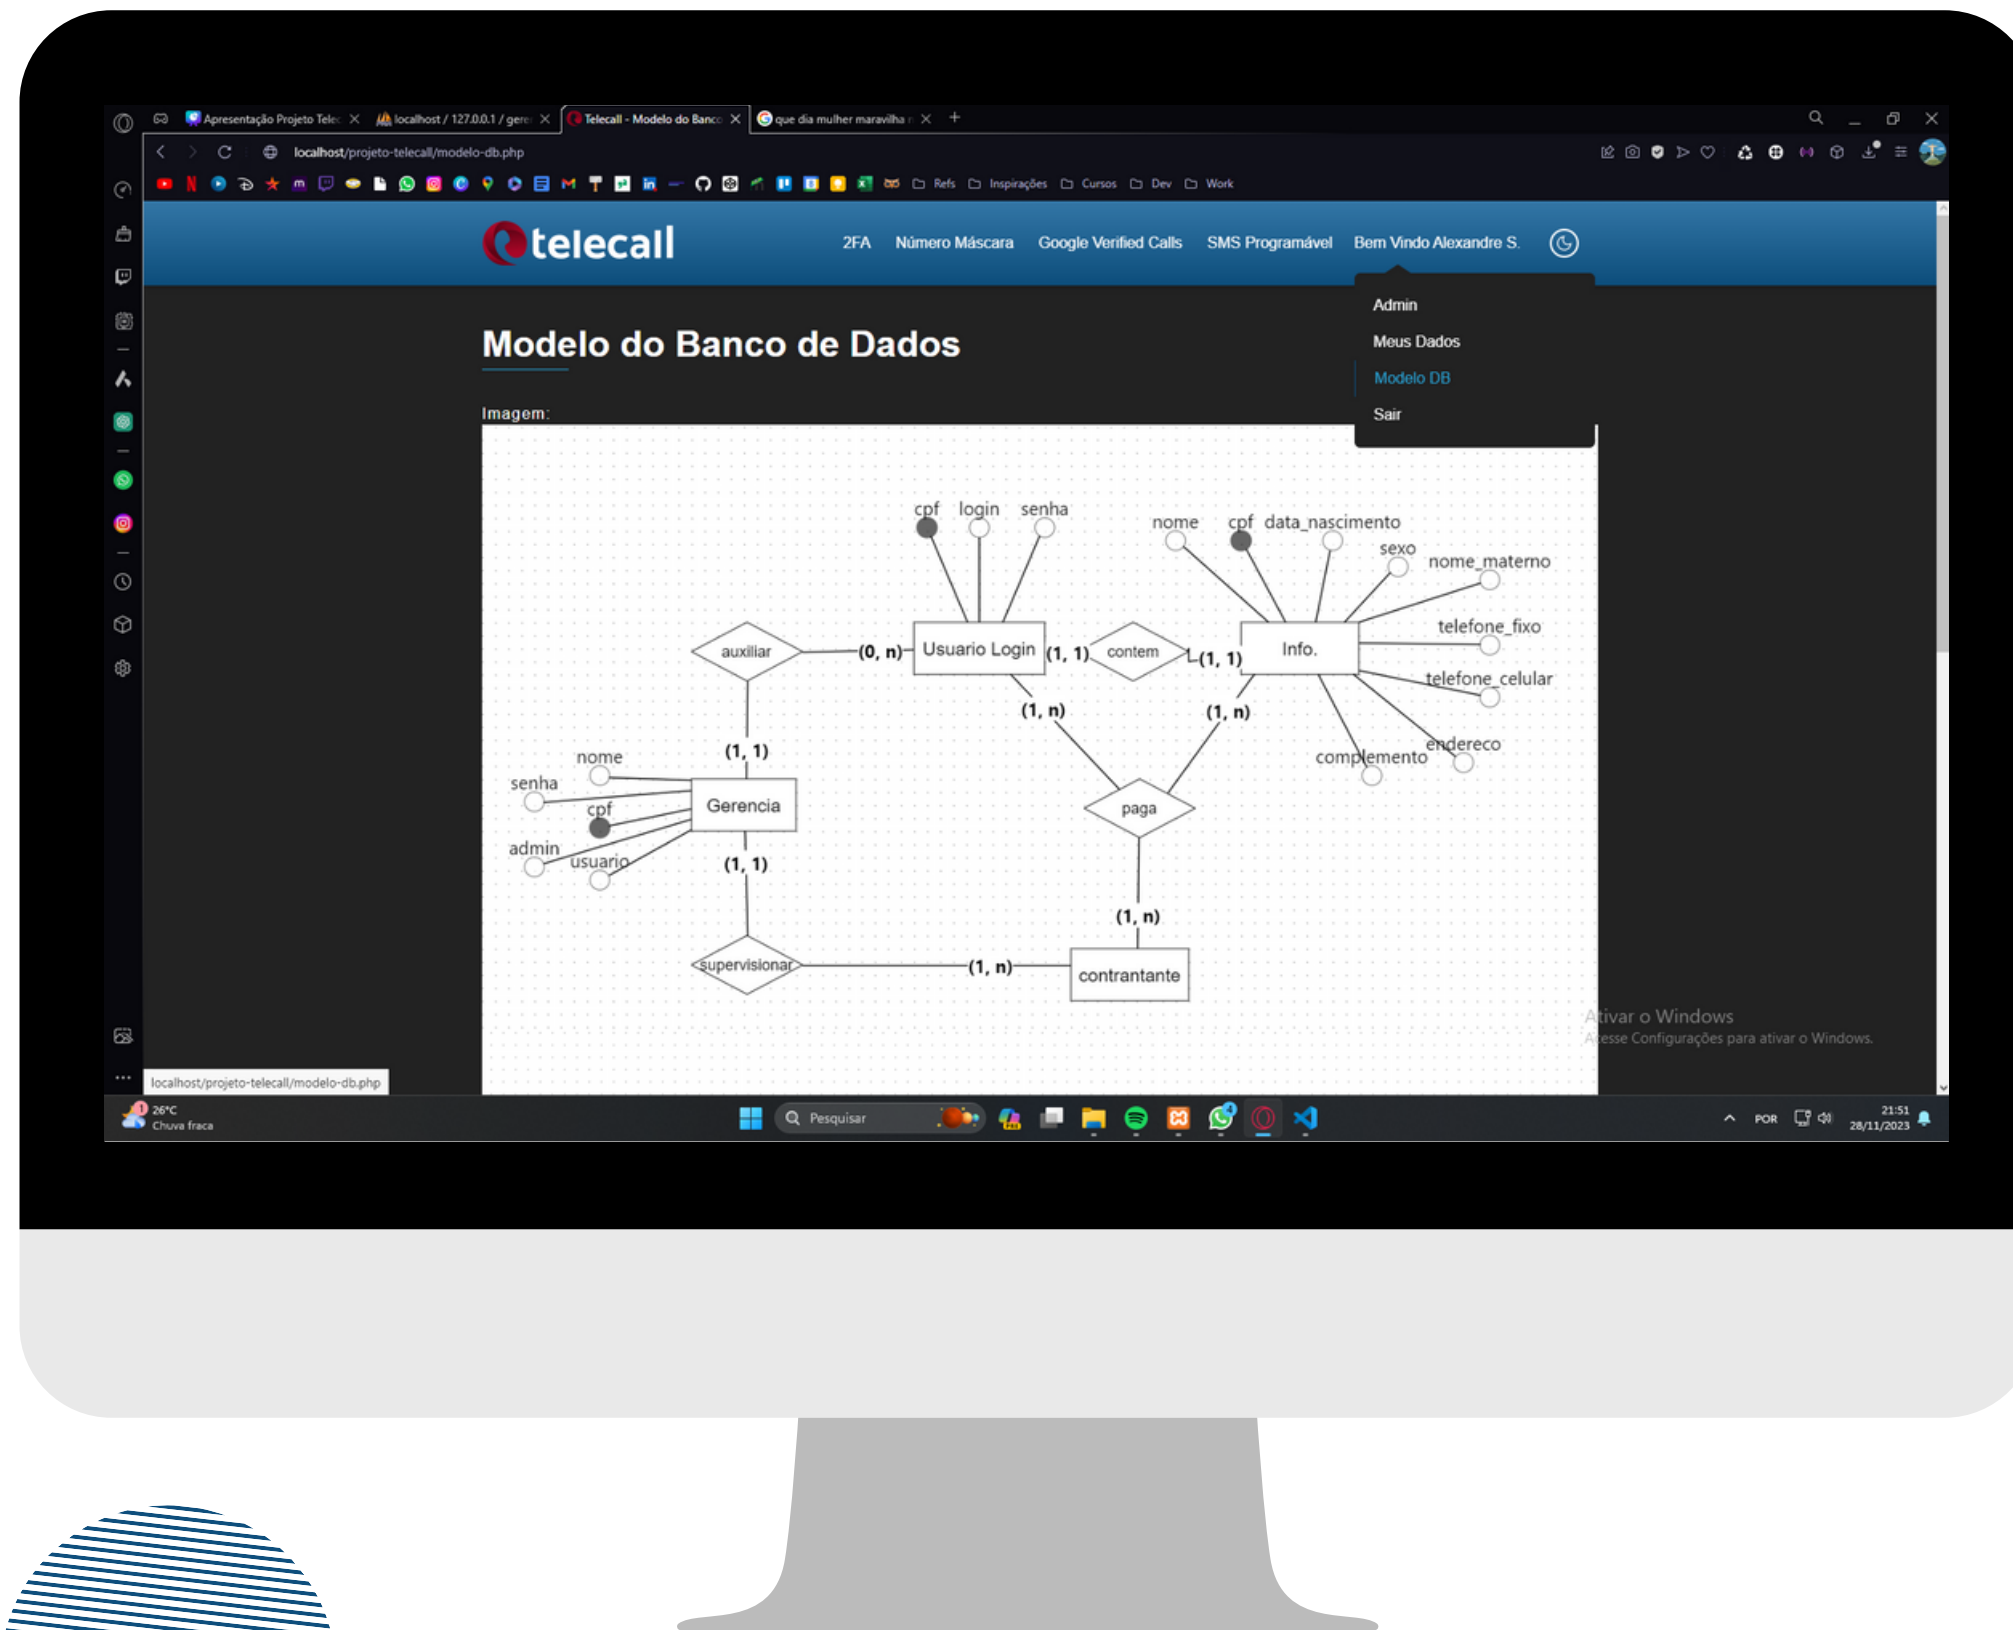 Apresentação Projeto Telec
localhost / 127.0.0.1 / gere
Telecall - Modelo do Banco
que dia mulher maravilha
localhost/projeto-telecall/modelo-db.php
Refs
Inspirações
Cursos
Dev
Work
telecall
2FA
Número Máscara
Google Verified Calls
SMS Programável
Bem Vindo Alexandre S.
Admin
Meus Dados
Modelo DB
Sair
Modelo do Banco de Dados
Imagem:
cpf
login
senha
nome
cpf
data_nascimento
sexo
nome_materno
telefone_fixo
telefone_celular
endereco
complemento
auxiliar
(0, n)
Usuario Login
(1, 1)
contem
(1, 1)
Info.
(1, n)
(1, n)
(1, 1)
nome
senha
cpf
admin
usuario
Gerencia
paga
(1, 1)
(1, n)
supervisionar
(1, n)
contrantante
Ativar o Windows
Acesse Configurações para ativar o Windows.
localhost/projeto-telecall/modelo-db.php
1
26°C
Chuva fraca
Pesquisar
POR
21:51
28/11/2023